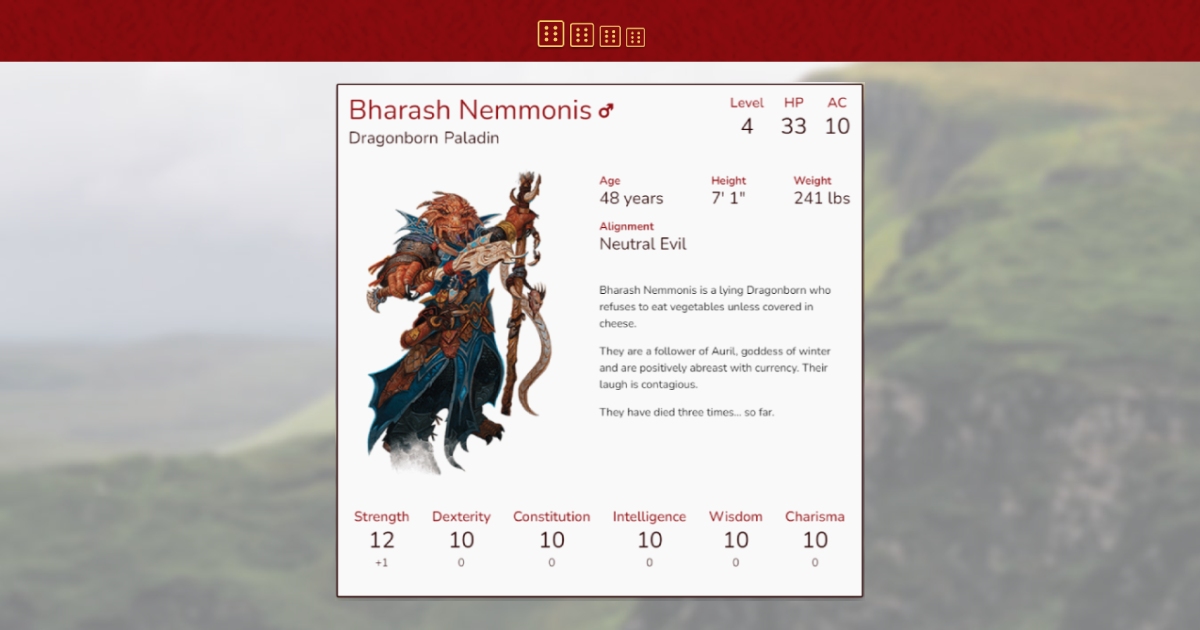 Bharash Nemmonis ♂
Dragonborn Paladin
Level HP AC
4 33 10
Age Height Weight
48 years 7' 1" 241 lbs
Alignment
Neutral Evil
Bharash Nemmonis is a lying Dragonborn who
refuses to eat vegetables unless covered in
cheese.
They are a follower of Auril, goddess of winter
and are positively abreast with currency. Their
laugh is contagious.
They have died three times... so far.
Strength Dexterity Constitution Intelligence Wisdom Charisma
12 10 10 10 10 10
+1 0 0 0 0 0